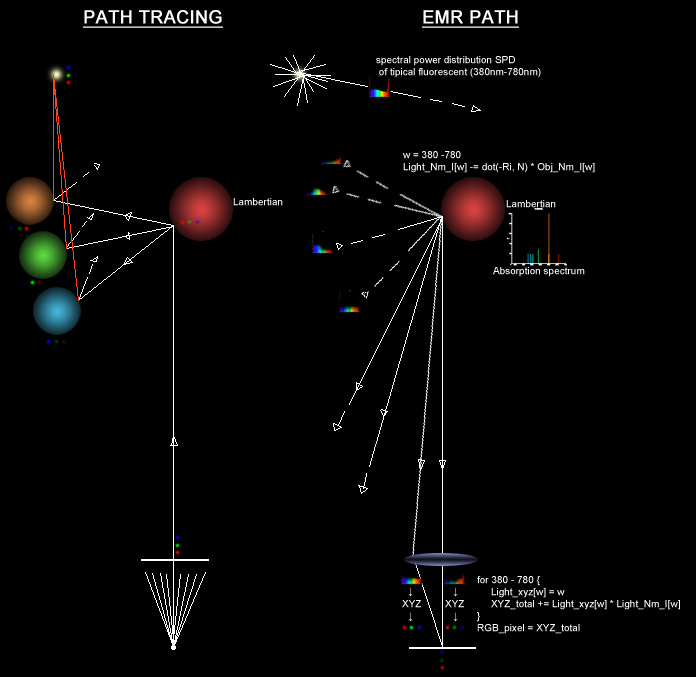 PATH TRACING
EMR PATH
spectral power distribution SPD
of tipical fluorescent (380nm-780nm)
w = 380 -780
Light_Nm_I[w] -= dot(-Ri, N) * Obj_Nm_I[w]
Lambertian
Lambertian
Absorption spectrum
for 380 - 780 {
Light_xyz[w] = w
XYZ XYZ XYZ_total += Light_xyz[w] * Light_Nm_I[w]
}
RGB_pixel = XYZ_total